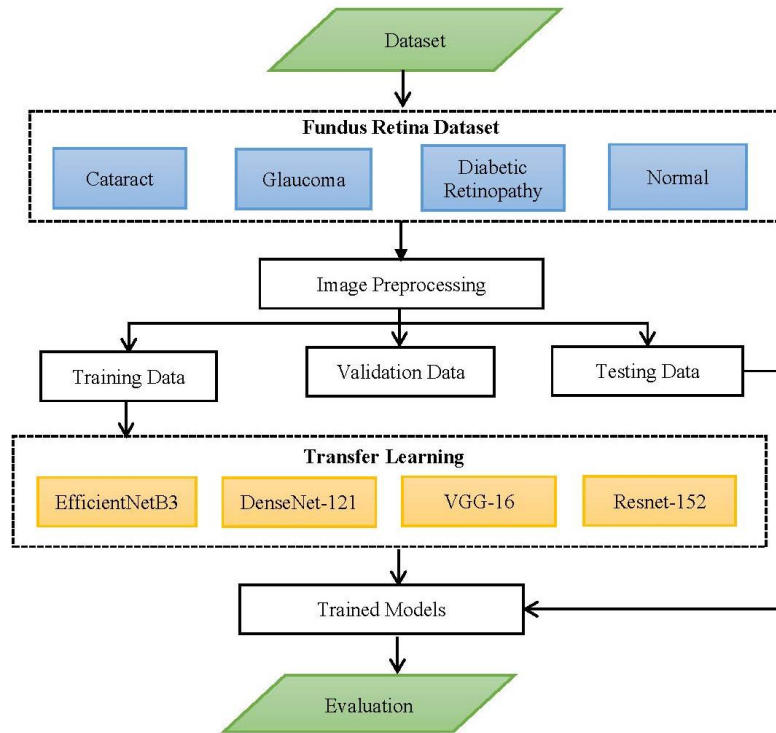 Dataset
Fundus Retina Dataset
Cataract
Glaucoma
Diabetic
Retinopathy
Normal
Image Preprocessing
Training Data
Validation Data
Testing Data
Transfer Learning
EfficientNetB3
DenseNet-121
VGG-16
Resnet-152
Trained Models
Evaluation